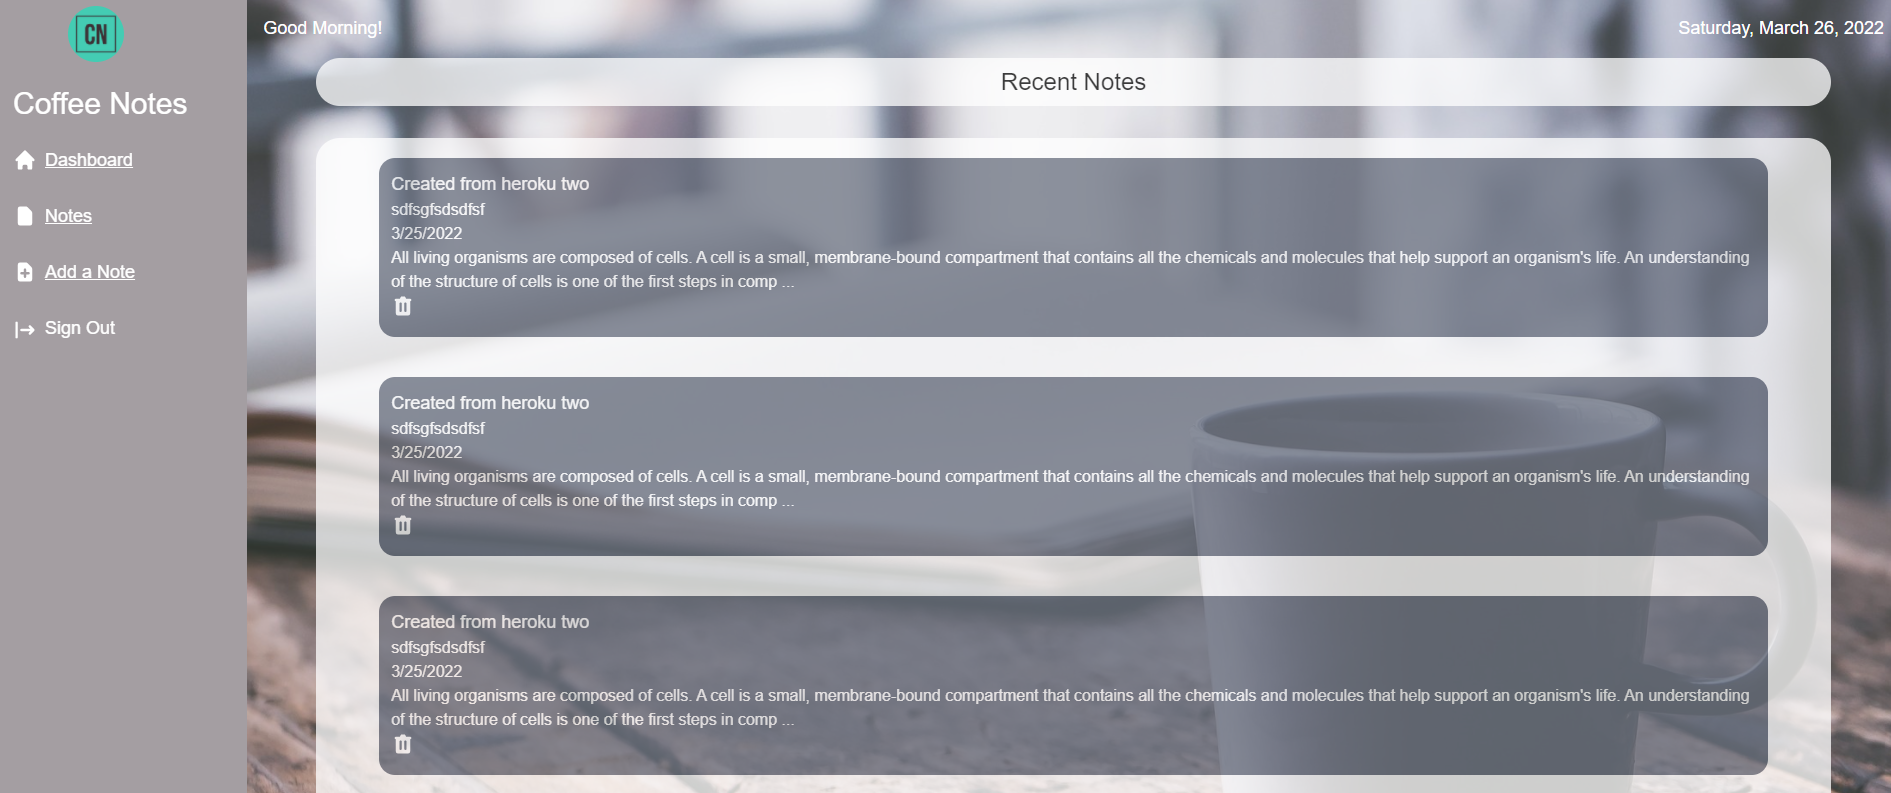 CN
Coffee Notes
Dashboard
Notes
Add a Note
Sign Out
Good Morning!
Saturday, March 26, 2022
Recent Notes
Created from heroku two
sdfsgfsdsdfsf
3/25/2022
All living organisms are composed of cells. A cell is a small, membrane-bound compartment that contains all the chemicals and molecules that help support an organism's life. An understanding
of the structure of cells is one of the first steps in comp ...
Created from heroku two
sdfsgfsdsdfsf
3/25/2022
All living organisms are composed of cells. A cell is a small, membrane-bound compartment that contains all the chemicals and molecules that help support an organism's life. An understanding
of the structure of cells is one of the first steps in comp ...
Created from heroku two
sdfsgfsdsdfsf
3/25/2022
All living organisms are composed of cells. A cell is a small, membrane-bound compartment that contains all the chemicals and molecules that help support an organism's life. An understanding
of the structure of cells is one of the first steps in comp ...